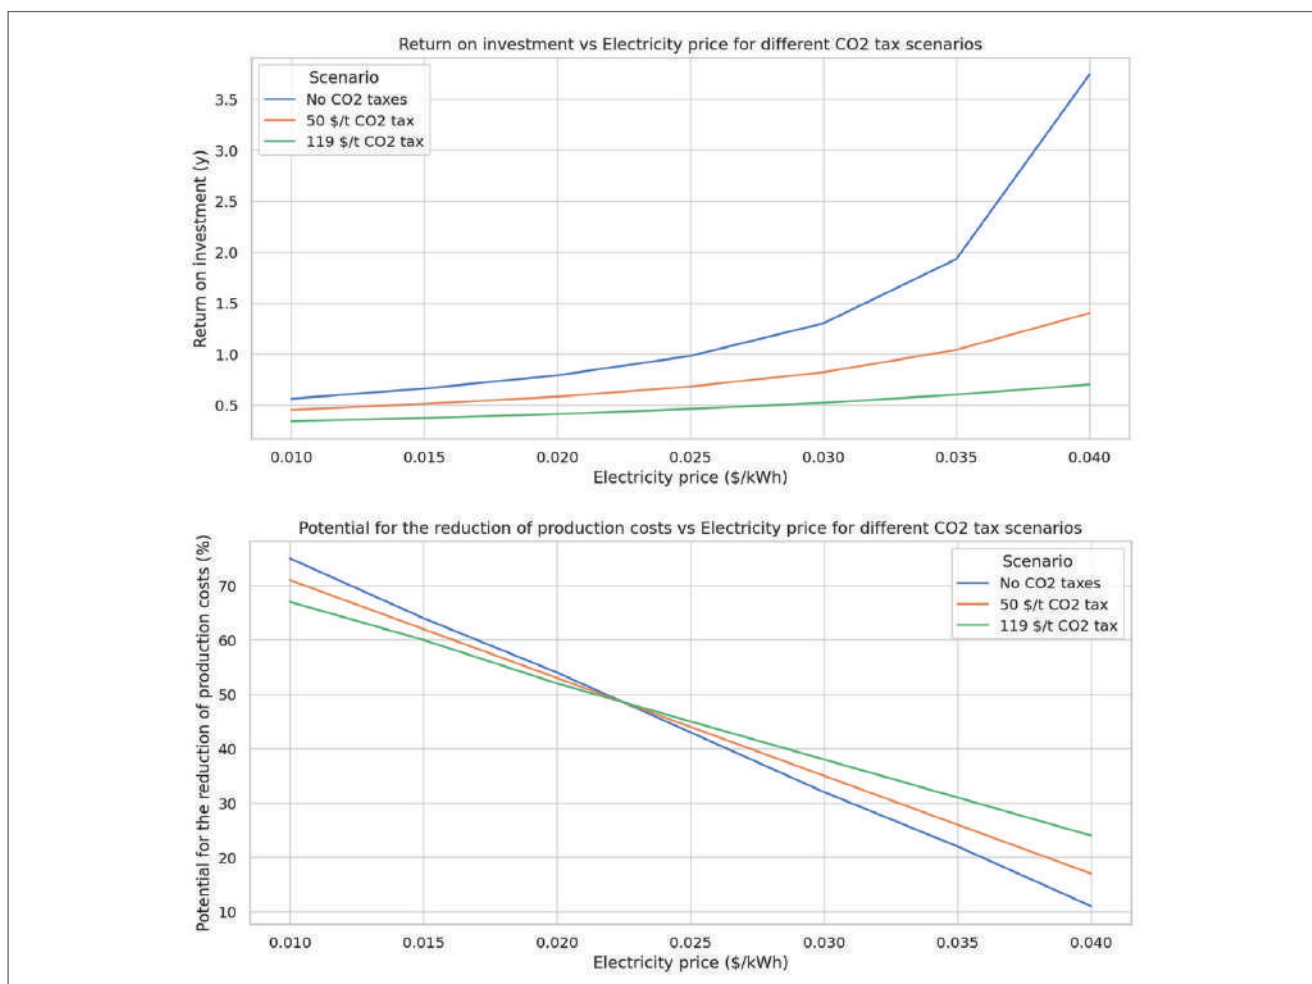 Return on investment vs Electricity price for different CO2 tax scenarios
Scenario
No CO2 taxes
50 $/t CO2 tax
119 $/t CO2 tax
Return on investment (y)
3.5
3.0
2.5
2.0
1.5
1.0
0.5
0.010 0.015 0.020 0.025 0.030 0.035 0.040
Electricity price ($/kWh)
Potential for the reduction of production costs vs Electricity price for different CO2 tax scenarios
Scenario
No CO2 taxes
50 $/t CO2 tax
119 $/t CO2 tax
Potential for the reduction of production costs (%)
70
60
50
40
30
20
10
0.010 0.015 0.020 0.025 0.030 0.035 0.040
Electricity price ($/kWh)